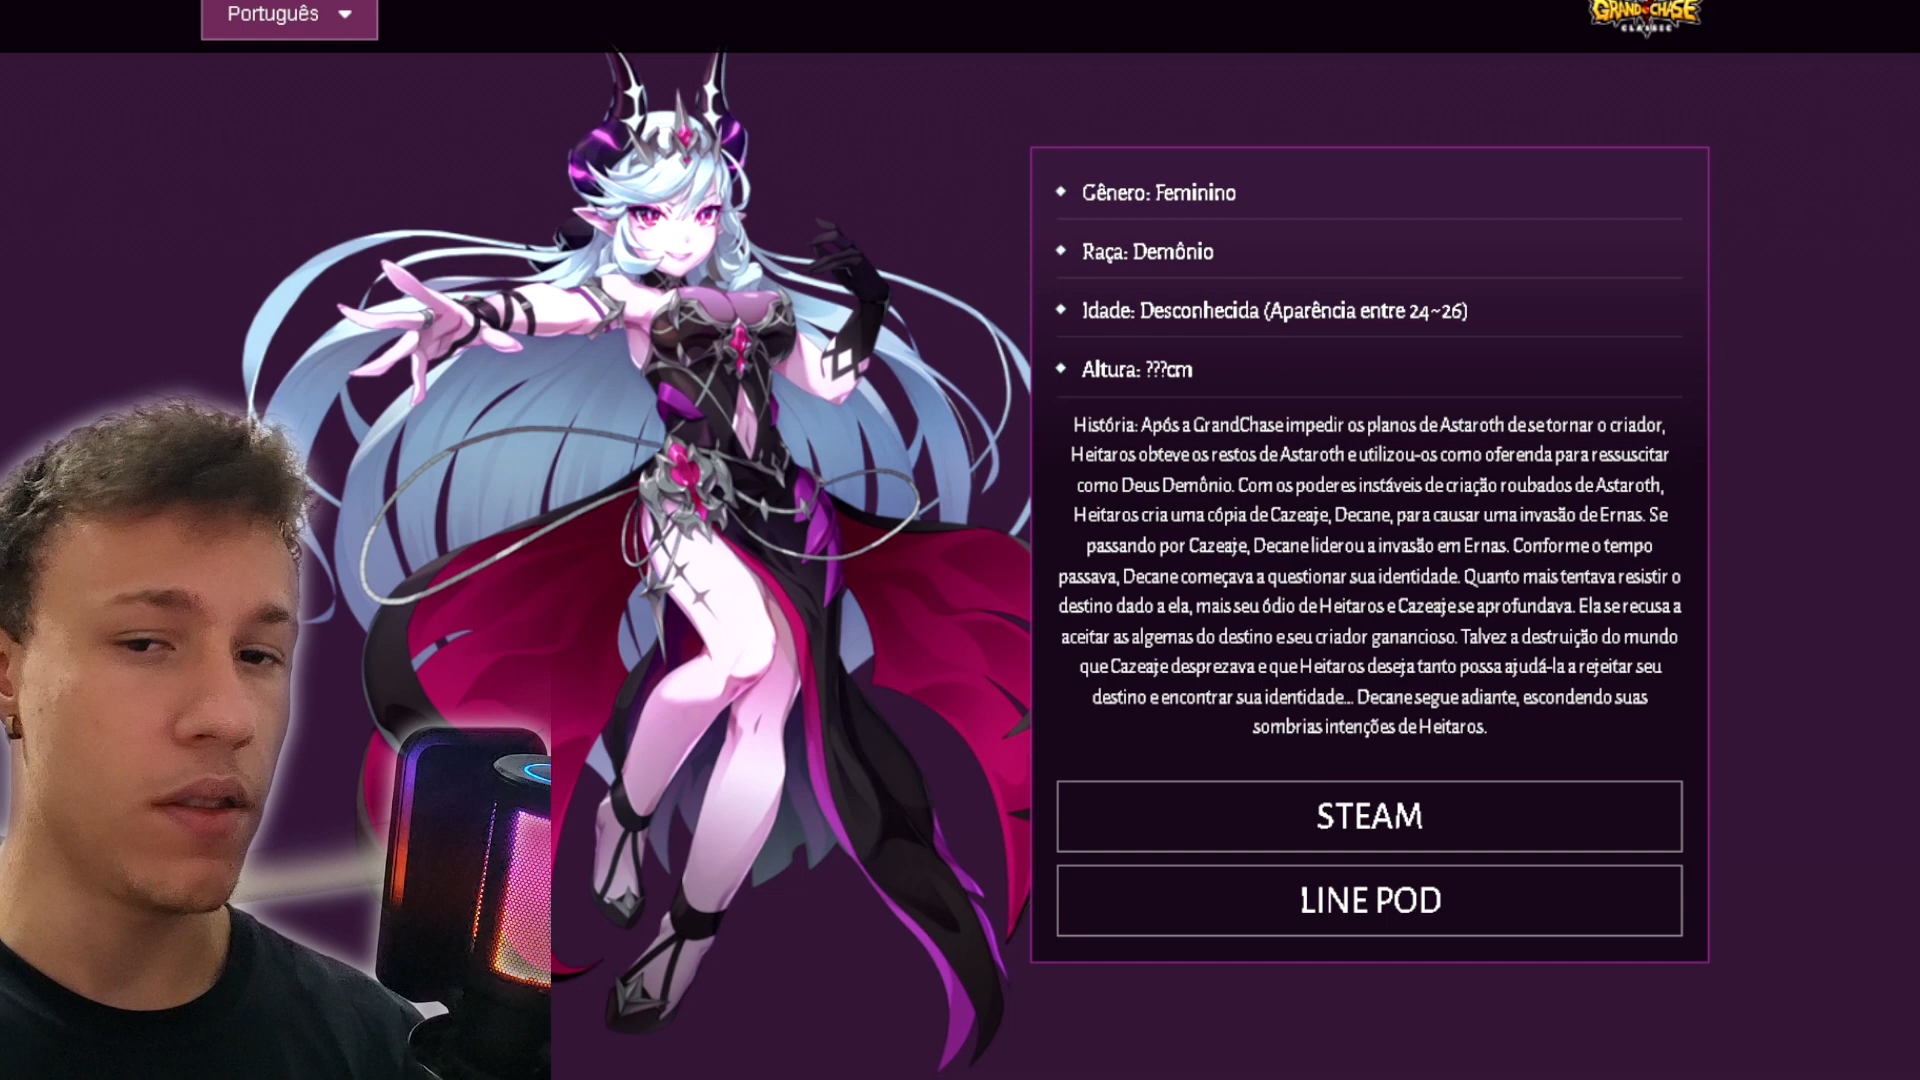 Português
GRAND CHASE
CLASSIC
Gênero: Feminino
Raça: Demônio
Idade: Desconhecida (Aparência entre 24~26)
Altura: ???cm
História: Após a GrandChase impedir os planos de Astaroth de se tornar o criador,
Heitaros obteve os restos de Astaroth e utilizou-os como oferenda para ressuscitar
como Deus Demônio. Com os poderes instáveis de criação roubados de Astaroth,
Heitaros cria uma cópia de Cazeaje, Decane, para causar uma invasão de Ernas. Se
passando por Cazeaje, Decane liderou a invasão em Ernas. Conforme o tempo
passava, Decane começava a questionar sua identidade. Quanto mais tentava resistir o
destino dado a ela, mais seu ódio de Heitaros e Cazeaje se aprofundava. Ela se recusa a
aceitar as algemas do destino e seu criador ganancioso. Talvez a destruição do mundo
que Cazeaje desprezava e que Heitaros deseja tanto possa ajudá-la a rejeitar seu
destino e encontrar sua identidade... Decane segue adiante, escondendo suas
sombrias intenções de Heitaros.
STEAM
LINE POD